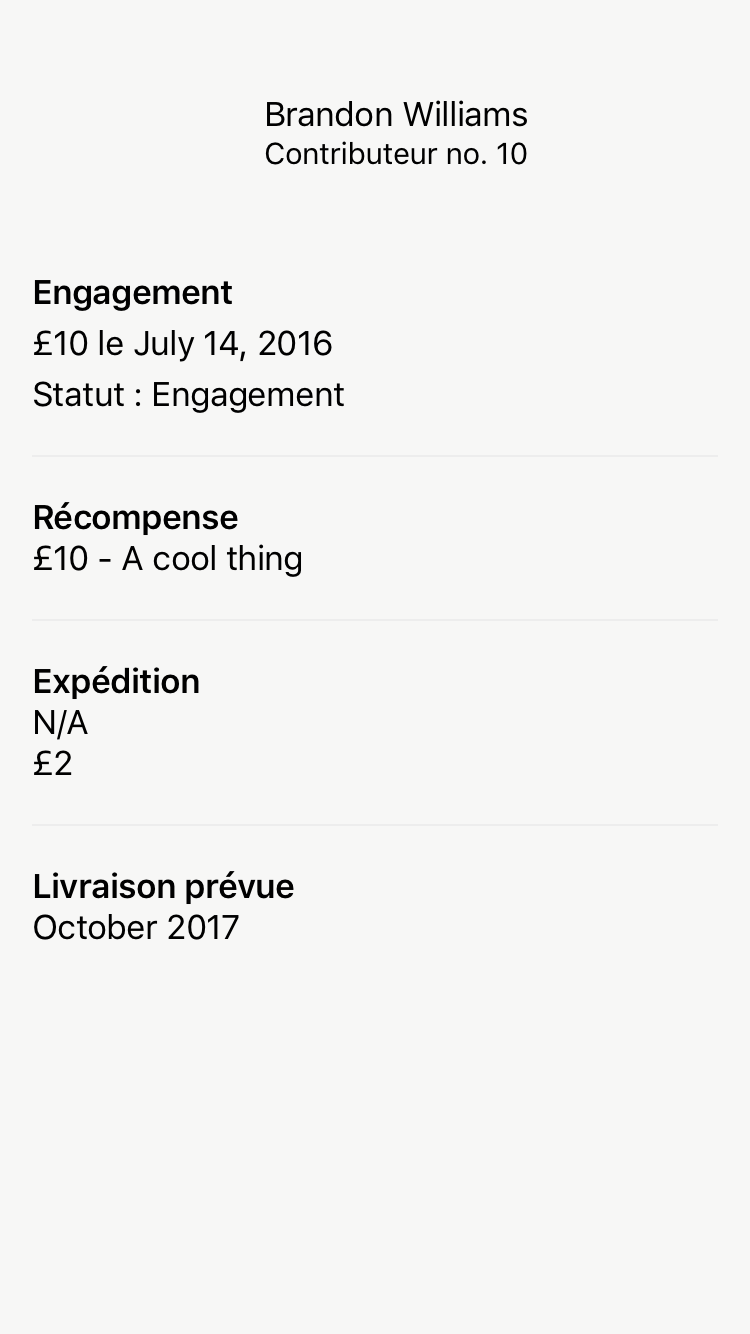 Brandon Williams
Contributeur no. 10
Engagement
£10 le July 14, 2016
Statut : Engagement
Récompense
£10 - A cool thing
Expédition
N/A
£2
Livraison prévue
October 2017